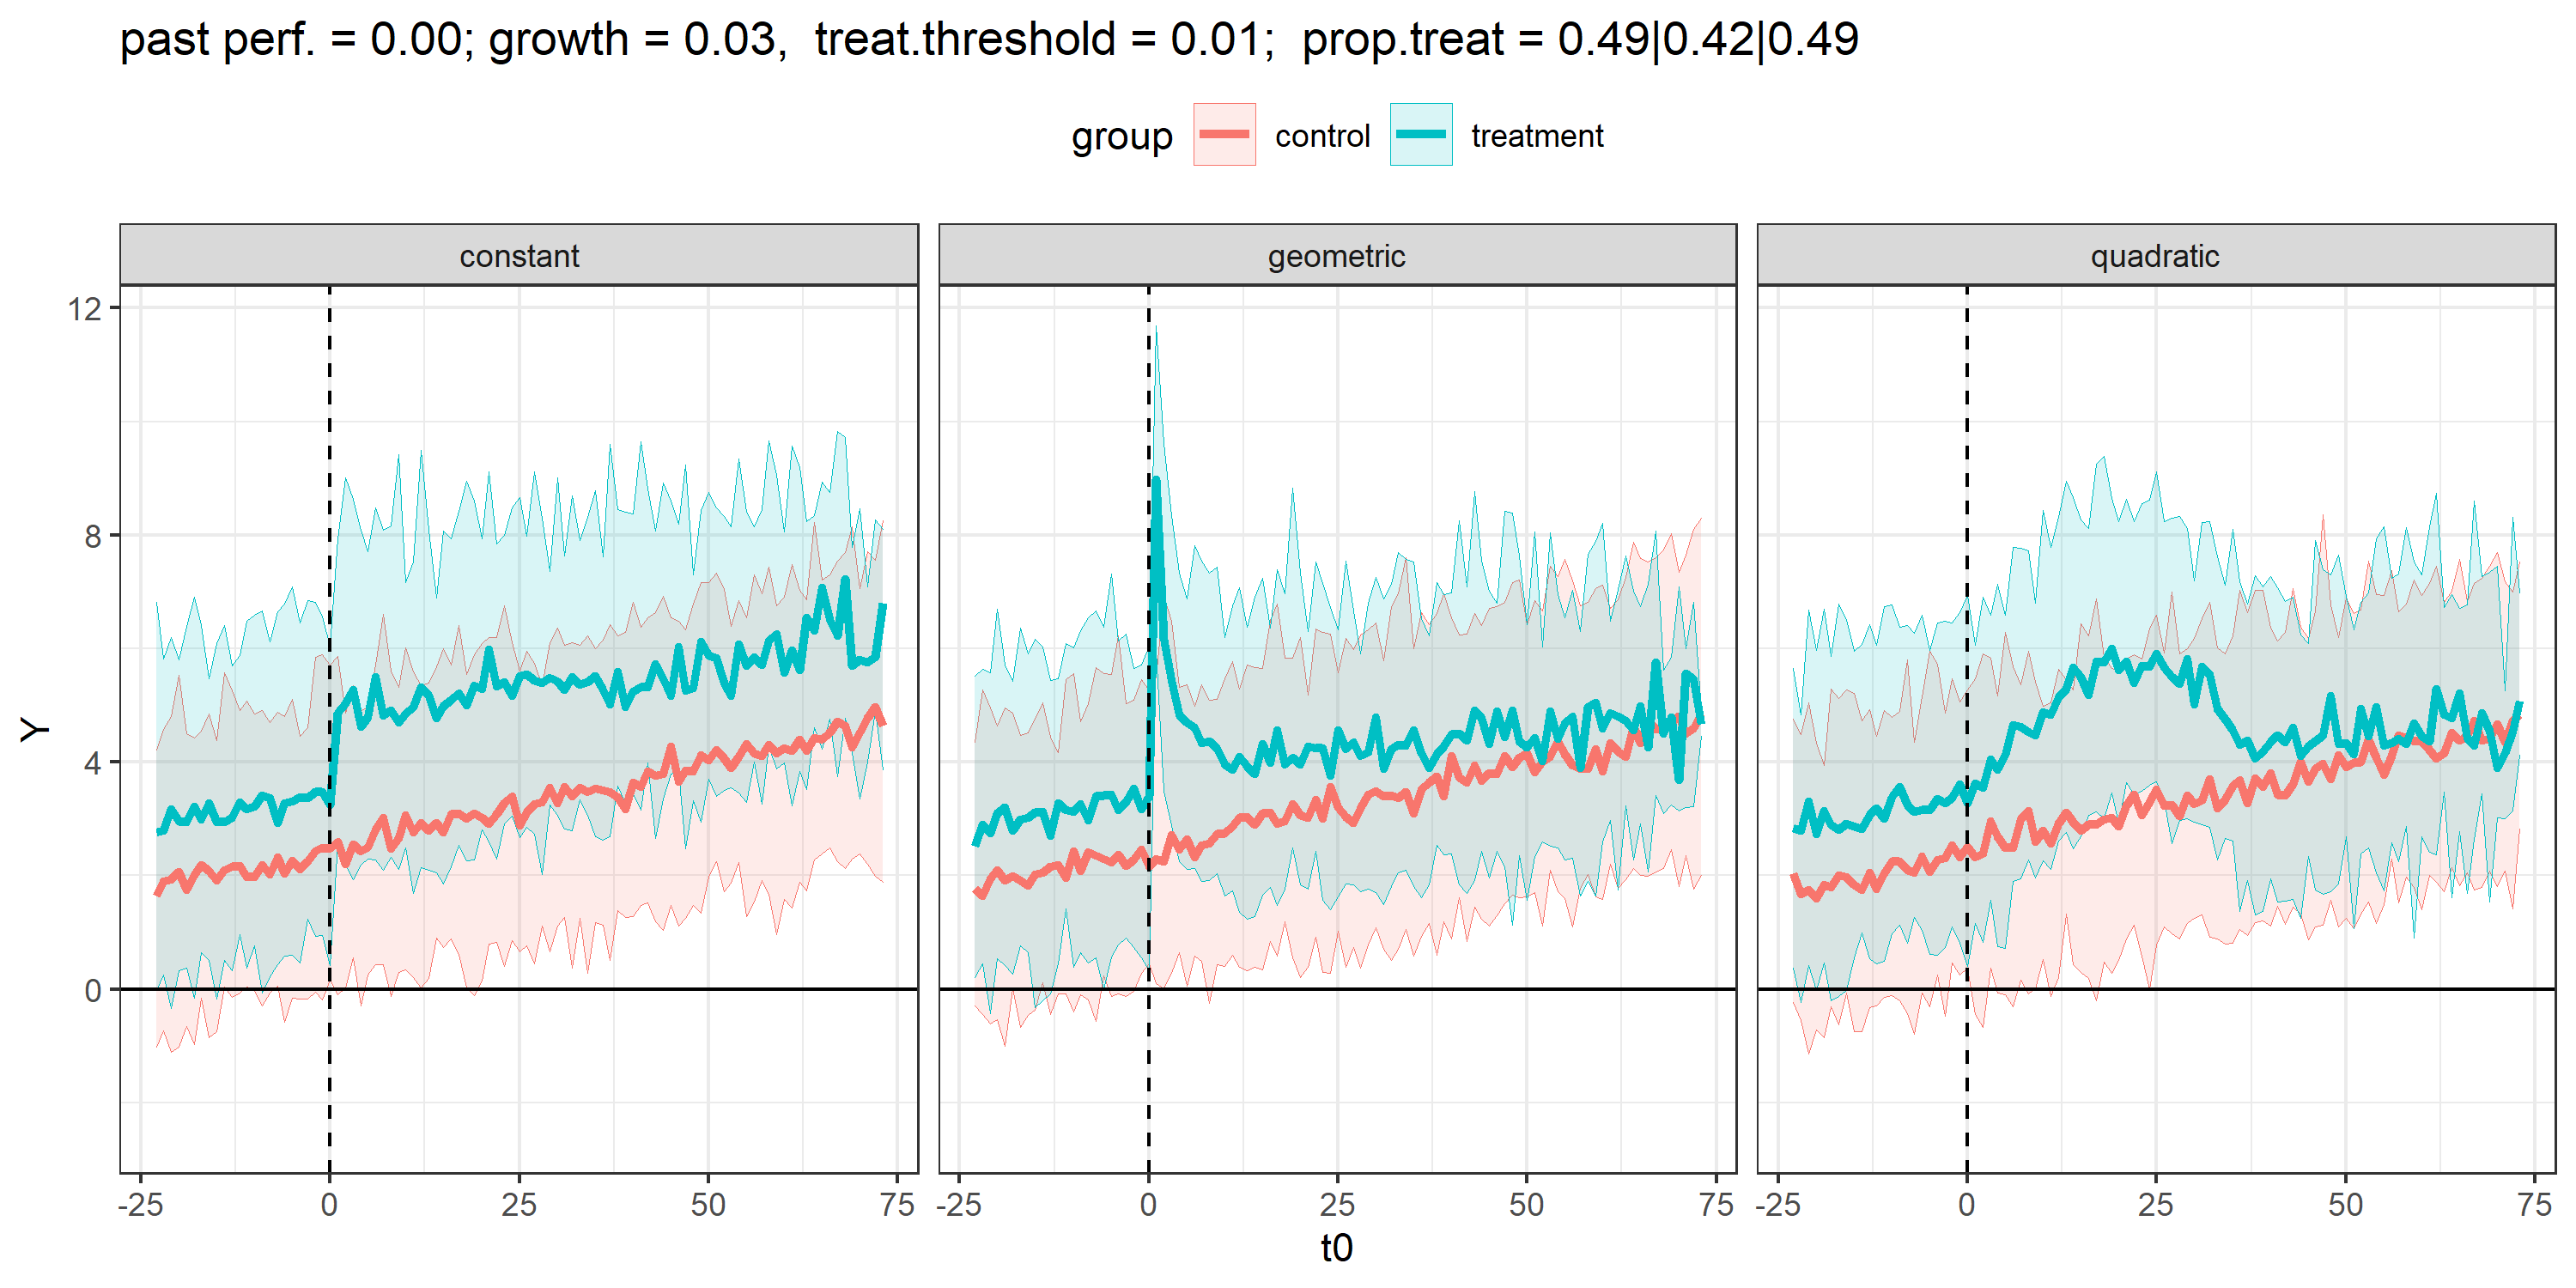 past perf. = 0.00; growth = 0.03,  treat.threshold = 0.01;  prop.treat = 0.49|0.42|0.49
group control treatment
constant geometric quadratic
12
8
4
0
Y
-25 0 25 50 75 -25 0 25 50 75 -25 0 25 50 75
t0